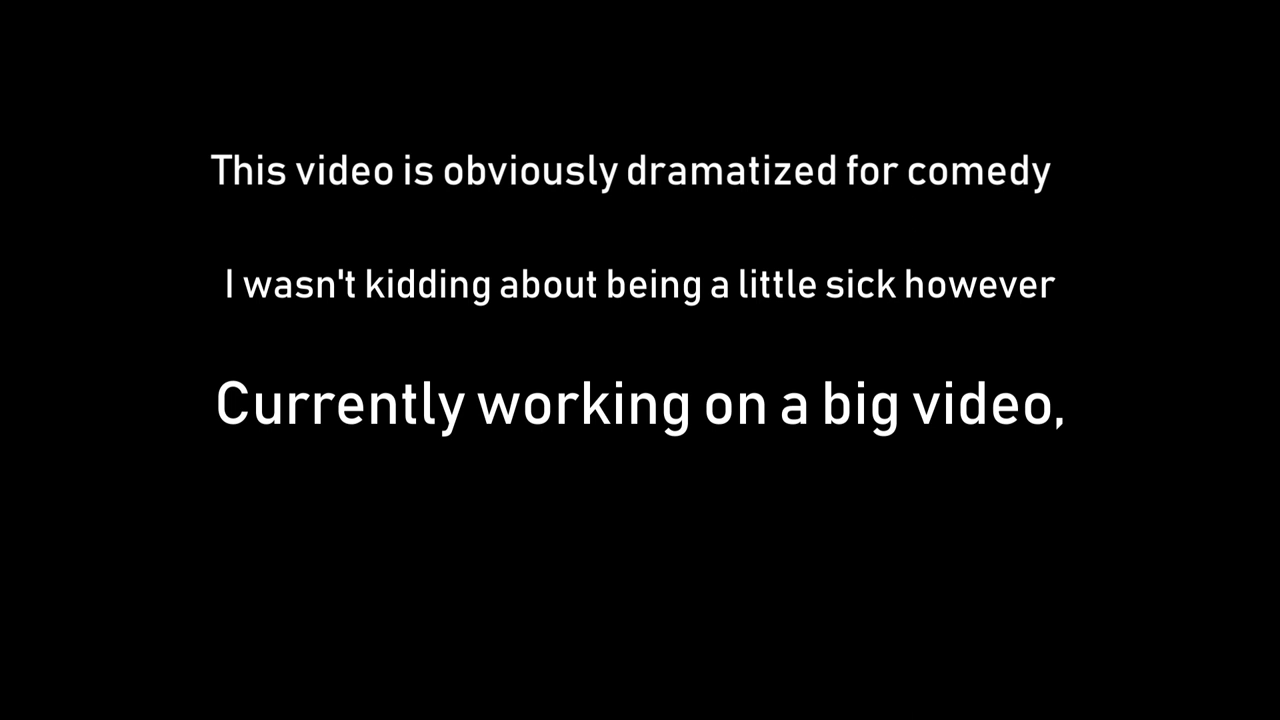 This video is obviously dramatized for comedy
I wasn't kidding about being a little sick however
Currently working on a big video,